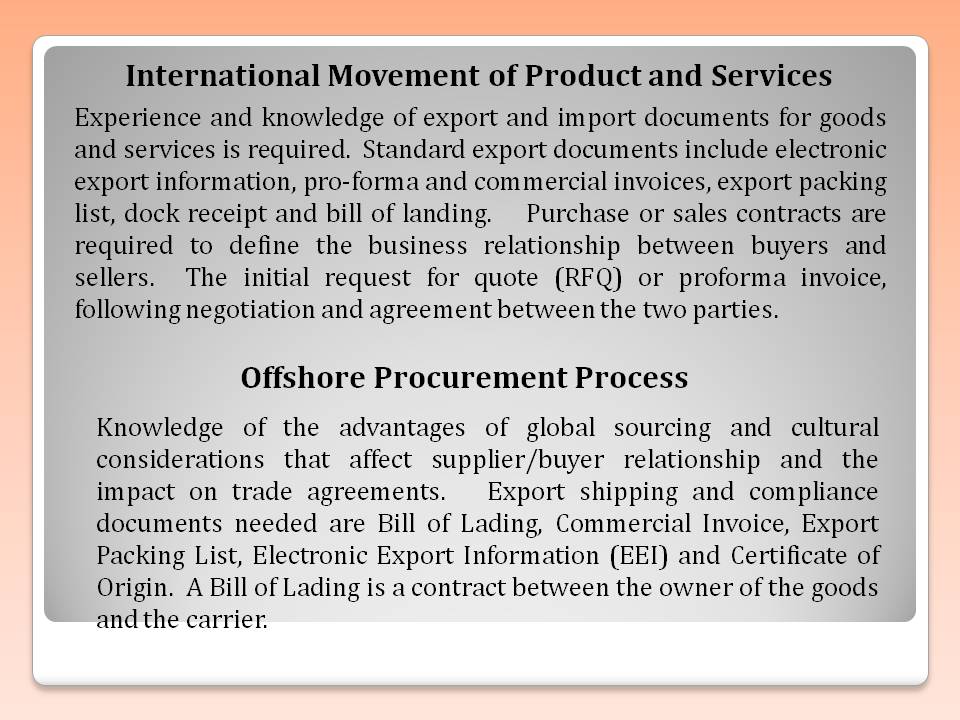 International Movement of Product and Services
Experience and knowledge of export and import documents for goods
and services is required. Standard export documents include electronic
export information, pro-forma and commercial invoices, export packing
list, dock receipt and bill of landing. Purchase or sales contracts are
required to define the business relationship between buyers and
sellers. The initial request for quote (RFQ) or proforma invoice,
following negotiation and agreement between the two parties.
Offshore Procurement Process
Knowledge of the advantages of global sourcing and cultural
considerations that affect supplier/buyer relationship and the
impact on trade agreements. Export shipping and compliance
documents needed are Bill of Lading, Commercial Invoice, Export
Packing List, Electronic Export Information (EEI) and Certificate of
Origin. A Bill of Lading is a contract between the owner of the goods
and the carrier.